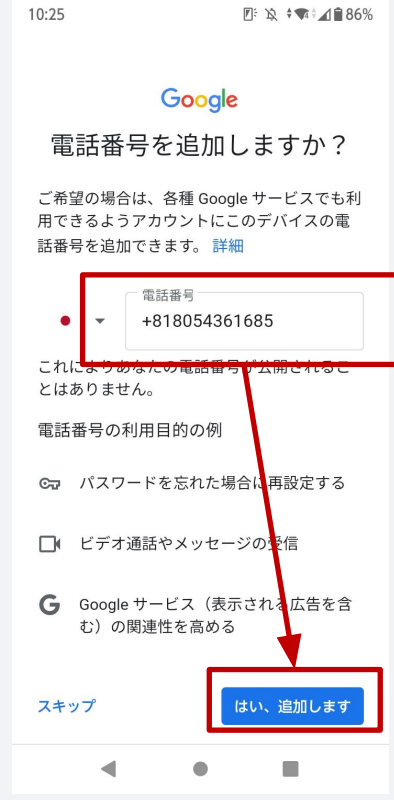 10:25
86%
Google
電話番号を追加しますか？
ご希望の場合は、各種 Google サービスでも利
用できるようアカウントにこのデバイスの電
話番号を追加できます。 詳細
電話番号
+818054361685
これによりあなたの電話番号が公開されるこ
とはありません。
電話番号の利用目的の例
パスワードを忘れた場合に再設定する
ビデオ通話やメッセージの受信
G
Google サービス（表示される広告を含
む）の関連性を高める
スキップ
はい、追加します